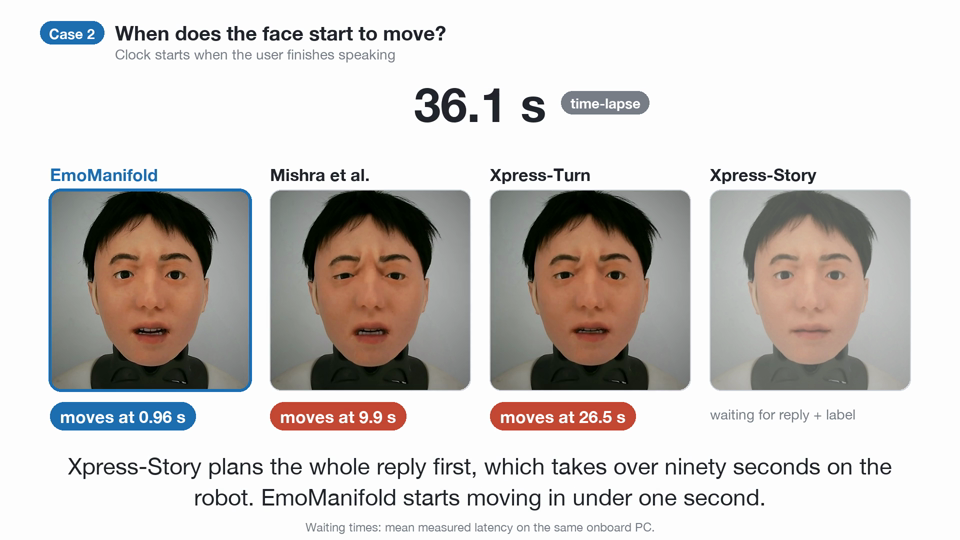 Case 2
When does the face start to move?
Clock starts when the user finishes speaking
36.1 s
time-lapse
EmoManifold
Mishra et al.
Xpress-Turn
Xpress-Story
moves at 0.96 s
moves at 9.9 s
moves at 26.5 s
waiting for reply + label
Xpress-Story plans the whole reply first, which takes over ninety seconds on the
robot. EmoManifold starts moving in under one second.
Waiting times: mean measured latency on the same onboard PC.